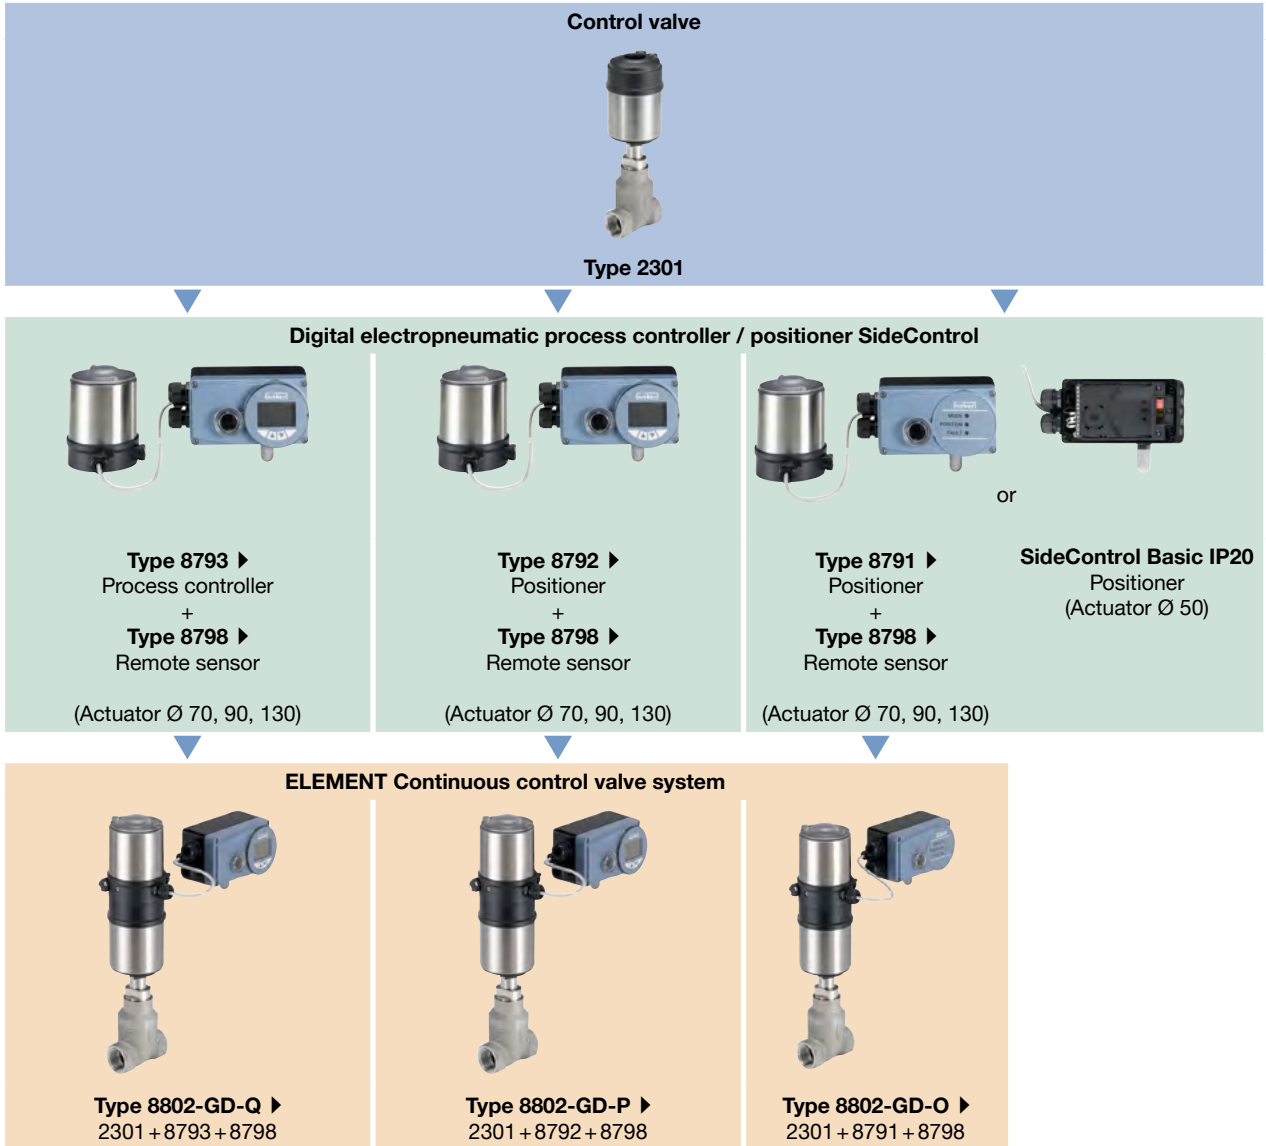 Control valve
Type 2301
Digital electropneumatic process controller / positioner SideControl
MODE
POSITION
FAULT
or
Type 8793
Process controller
+
Type 8798
Remote sensor
(Actuator Ø 70, 90, 130)
Type 8792
Positioner
+
Type 8798
Remote sensor
(Actuator Ø 70, 90, 130)
Type 8791
Positioner
+
Type 8798
Remote sensor
(Actuator Ø 70, 90, 130)
SideControl Basic IP20
Positioner
(Actuator Ø 50)
ELEMENT Continuous control valve system
Type 8802-GD-Q
2301 + 8793 + 8798
Type 8802-GD-P
2301 + 8792 + 8798
Type 8802-GD-O
2301 + 8791 + 8798